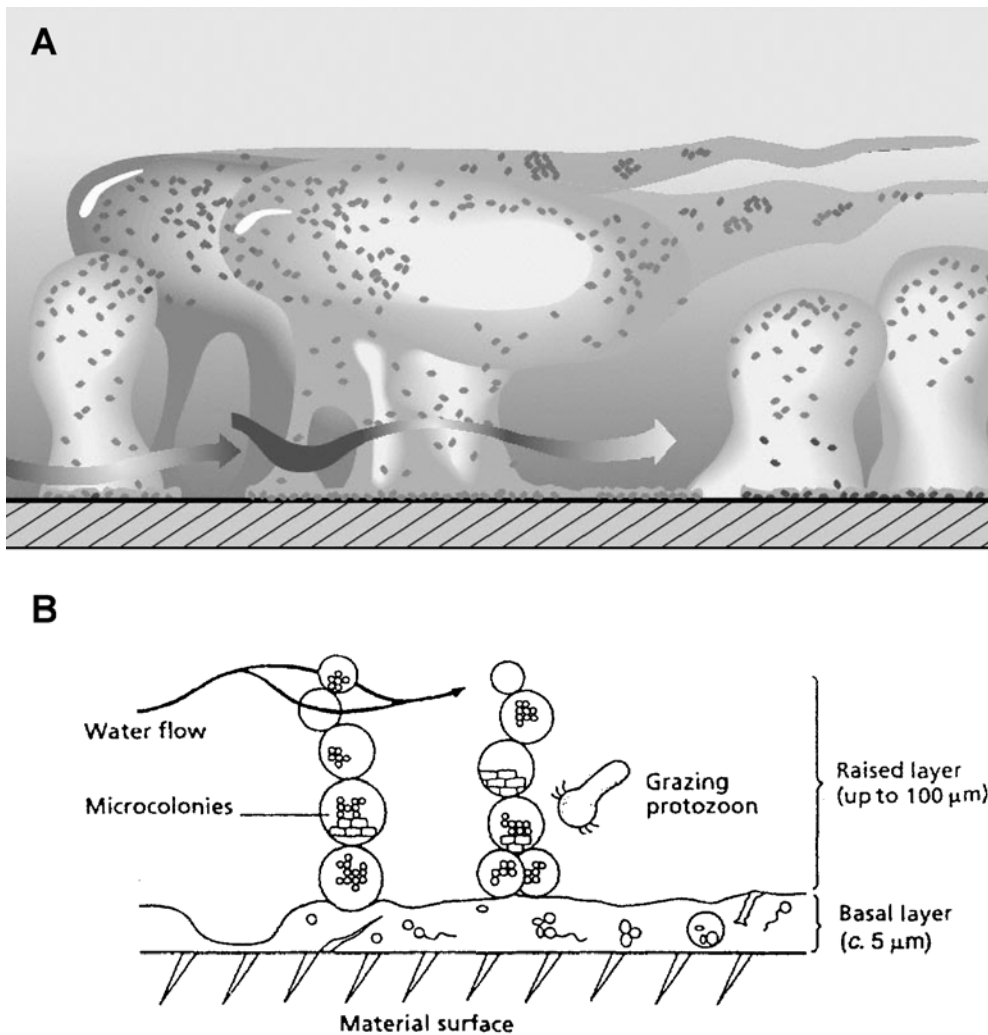 A
B
Water flow
Microcolonies
Grazing
protozoon
Raised layer
(up to 100 μm)
Basal layer
(c. 5 μm)
Material surface